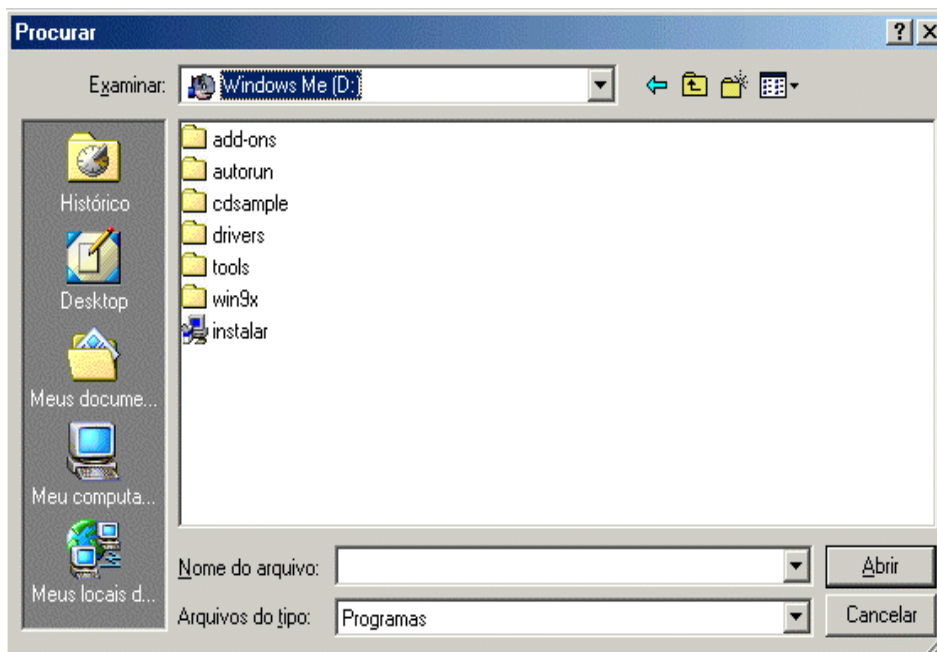 Procurar
Examinar: Windows Me (D:)
add-ons
autorun
cdsample
drivers
tools
win9x
instalar
Histórico
Desktop
Meus docume...
Meu computa...
Meus locais d...
Nome do arquivo: Abrir
Arquivos do tipo: Programas Cancelar